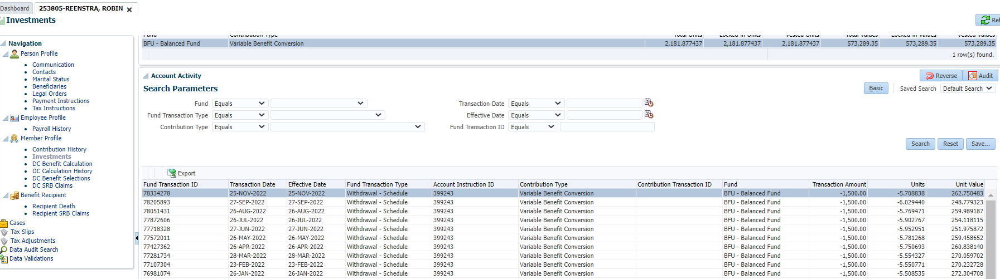 Dashboard
253805-REENSTRA, ROBIN
Investments
Ref
Navigation
Person Profile
Communication
Contacts
Marital Status
Beneficiaries
Legal Orders
Payment Instructions
Tax Instructions
Employee Profile
Payroll History
Member Profile
Contribution History
Investments
DC Benefit Calculation
DC Calculation History
DC Benefit Selections
DC SRB Claims
Benefit Recipient
Recipient Death
Recipient SRB Claims
Cases
Tax Slips
Tax Adjustments
Data Audit Search
Data Validations
Fund Contribution Type Total Units Locked In Units Vested Units Total Values Locked In Values Vested Values
BFU - Balanced Fund Variable Benefit Conversion 2,181.877437 2,181.877437 2,181.877437 573,289.35 573,289.35 573,289.35
1 row(s) found.
Account Activity Reverse Audit
Search Parameters Basic Saved Search Default Search
Fund Equals Transaction Date Equals
Fund Transaction Type Equals Effective Date Equals
Contribution Type Equals Fund Transaction ID Equals
Search Reset Save...
Export
Fund Transaction ID Transaction Date Effective Date Fund Transaction Type Account Instruction ID Contribution Type Contribution Transaction ID Fund Transaction Amount Units Unit Value
78334278 25-NOV-2022 25-NOV-2022 Withdrawal - Schedule 399243 Variable Benefit Conversion BFU - Balanced Fund -1,500.00 -5.708838 262.750483
78205893 27-SEP-2022 27-SEP-2022 Withdrawal - Schedule 399243 Variable Benefit Conversion BFU - Balanced Fund -1,500.00 -6.029440 248.779323
78051431 26-AUG-2022 26-AUG-2022 Withdrawal - Schedule 399243 Variable Benefit Conversion BFU - Balanced Fund -1,500.00 -5.769471 259.989187
77872606 26-JUL-2022 26-JUL-2022 Withdrawal - Schedule 399243 Variable Benefit Conversion BFU - Balanced Fund -1,500.00 -5.902767 254.118115
77718328 27-JUN-2022 27-JUN-2022 Withdrawal - Schedule 399243 Variable Benefit Conversion BFU - Balanced Fund -1,500.00 -5.952951 251.975872
77572011 26-MAY-2022 26-MAY-2022 Withdrawal - Schedule 399243 Variable Benefit Conversion BFU - Balanced Fund -1,500.00 -5.781268 259.458652
77427362 26-APR-2022 26-APR-2022 Withdrawal - Schedule 399243 Variable Benefit Conversion BFU - Balanced Fund -1,500.00 -5.750693 260.838140
77281734 28-MAR-2022 28-MAR-2022 Withdrawal - Schedule 399243 Variable Benefit Conversion BFU - Balanced Fund -1,500.00 -5.554327 270.059702
77107304 23-FEB-2022 23-FEB-2022 Withdrawal - Schedule 399243 Variable Benefit Conversion BFU - Balanced Fund -1,500.00 -5.550771 270.232728
76981074 26-JAN-2022 26-JAN-2022 Withdrawal - Schedule 399243 Variable Benefit Conversion BFU - Balanced Fund -1,500.00 -5.508535 272.304708